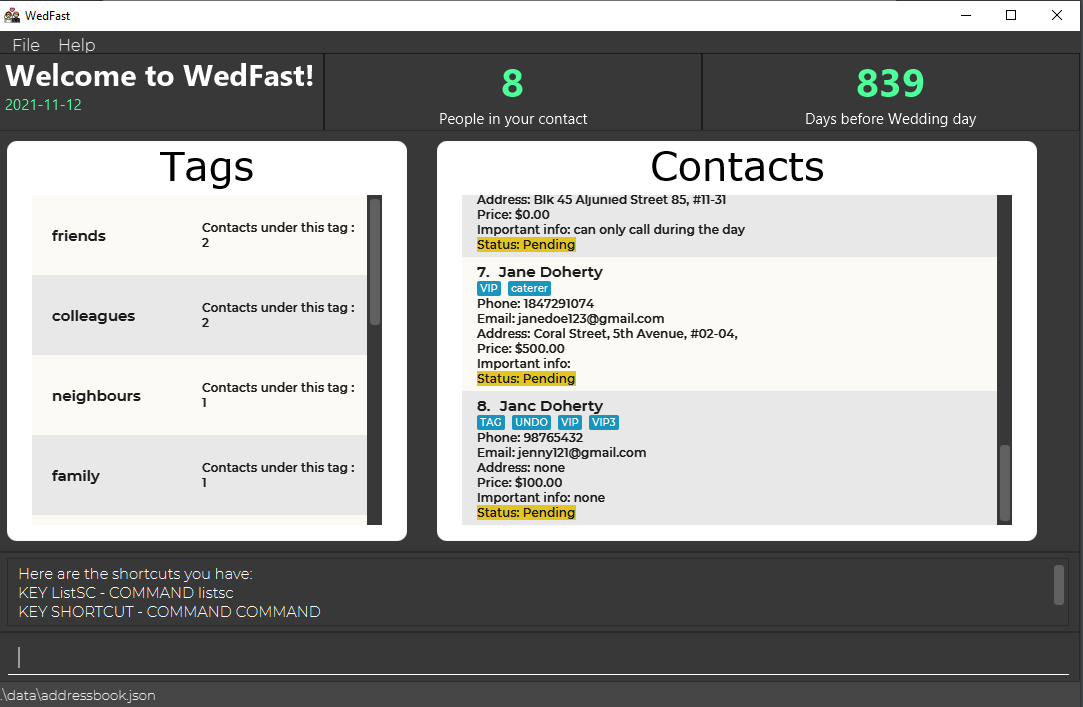 WedFast
File Help
Welcome to WedFast!
2021-11-12
8
People in your contact
839
Days before Wedding day
Tags
friends
Contacts under this tag :
2
colleagues
Contacts under this tag :
2
neighbours
Contacts under this tag :
1
family
Contacts under this tag :
1
Contacts
Address: Blk 45 Aljunied Street 85, #11-31
Price: $0.00
Important info: can only call during the day
Status: Pending
7. Jane Doherty
VIP caterer
Phone: 1847291074
Email: janedoe123@gmail.com
Address: Coral Street, 5th Avenue, #02-04,
Price: $500.00
Important info:
Status: Pending
8. Janc Doherty
TAG UNDO VIP VIP3
Phone: 98765432
Email: jenny121@gmail.com
Address: none
Price: $100.00
Important info: none
Status: Pending
Here are the shortcuts you have:
KEY ListSC - COMMAND listsc
KEY SHORTCUT - COMMAND COMMAND
.\data\addressbook.json